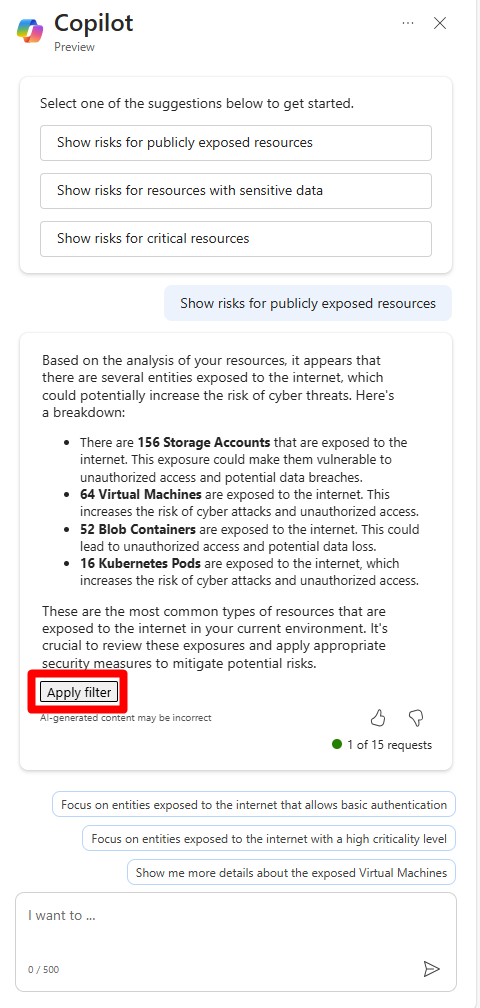 Copilot
Preview
Select one of the suggestions below to get started.
Show risks for publicly exposed resources
Show risks for resources with sensitive data
Show risks for critical resources
Show risks for publicly exposed resources
Based on the analysis of your resources, it appears that
there are several entities exposed to the internet, which
could potentially increase the risk of cyber threats. Here's
a breakdown:
• There are 156 Storage Accounts that are exposed to the
internet. This exposure could make them vulnerable to
unauthorized access and potential data breaches.
• 64 Virtual Machines are exposed to the internet. This
increases the risk of cyber attacks and unauthorized access.
• 52 Blob Containers are exposed to the internet. This could
lead to unauthorized access and potential data loss.
• 16 Kubernetes Pods are exposed to the internet, which
increases the risk of cyber attacks and unauthorized access.
These are the most common types of resources that are
exposed to the internet in your current environment. It's
crucial to review these exposures and apply appropriate
security measures to mitigate potential risks.
Apply filter
AI-generated content may be incorrect
1 of 15 requests
Focus on entities exposed to the internet that allows basic authentication
Focus on entities exposed to the internet with a high criticality level
Show me more details about the exposed Virtual Machines
I want to ...
0 / 500